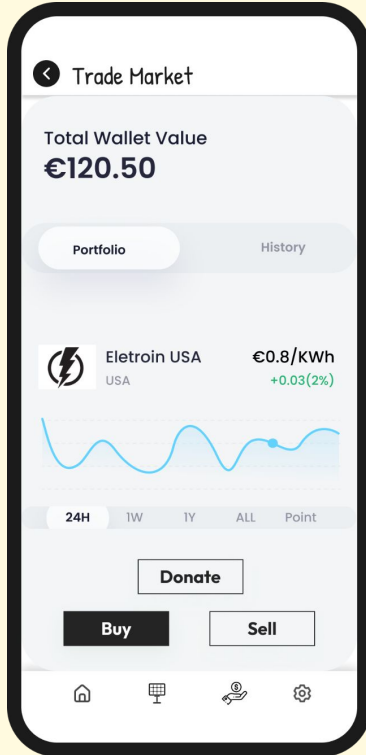 Trade Market
Total Wallet Value
€120.50
Portfolio History
Eletroin USA €0.8/KWh
USA +0.03(2%)
24H 1W 1Y ALL Point
Donate
Buy Sell